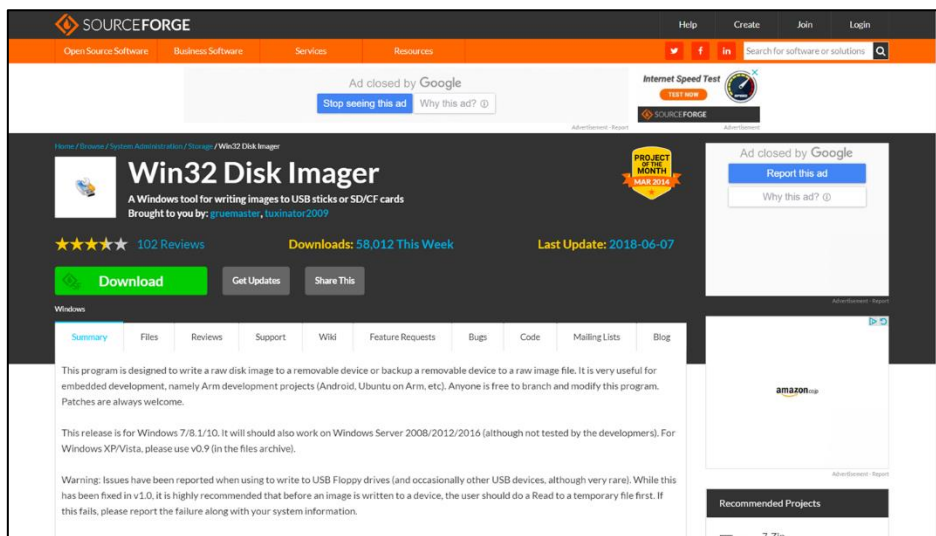 SOURCEFORGE
Help Create Join Login
Open Source Software Business Software Services Resources
Search for software or solutions
Ad closed by Google
Stop seeing this ad Why this ad?
Advertisement - Report
Internet Speed Test
TEST NOW
SOURCEFORGE
Advertisement
Home / Browse / System Administration / Storage / Win32 Disk Imager
Win32 Disk Imager
A Windows tool for writing images to USB sticks or SD/CF cards
Brought to you by: gruemaster, tuxinator2009
PROJECT
OF THE
MONTH
MAR 2014
102 Reviews Downloads: 58,012 This Week Last Update: 2018-06-07
Download Get Updates Share This
Windows
Summary Files Reviews Support Wiki Feature Requests Bugs Code Mailing Lists Blog
This program is designed to write a raw disk image to a removable device or backup a removable device to a raw image file. It is very useful for
embedded development, namely Arm development projects (Android, Ubuntu on Arm, etc). Anyone is free to branch and modify this program.
Patches are always welcome.
This release is for Windows 7/8.1/10. It will should also work on Windows Server 2008/2012/2016 (although not tested by the developmers). For
Windows XP/Vista, please use v0.9 (in the files archive).
Warning: Issues have been reported when using to write to USB Floppy drives (and occasionally other USB devices, although very rare). While this
has been fixed in v1.0, it is highly recommended that before an image is written to a device, the user should do a Read to a temporary file first. If
this fails, please report the failure along with your system information.
Ad closed by Google
Report this ad
Why this ad?
Advertisement - Report
amazon.co.jp
Advertisement - Report
Recommended Projects
7-Zip